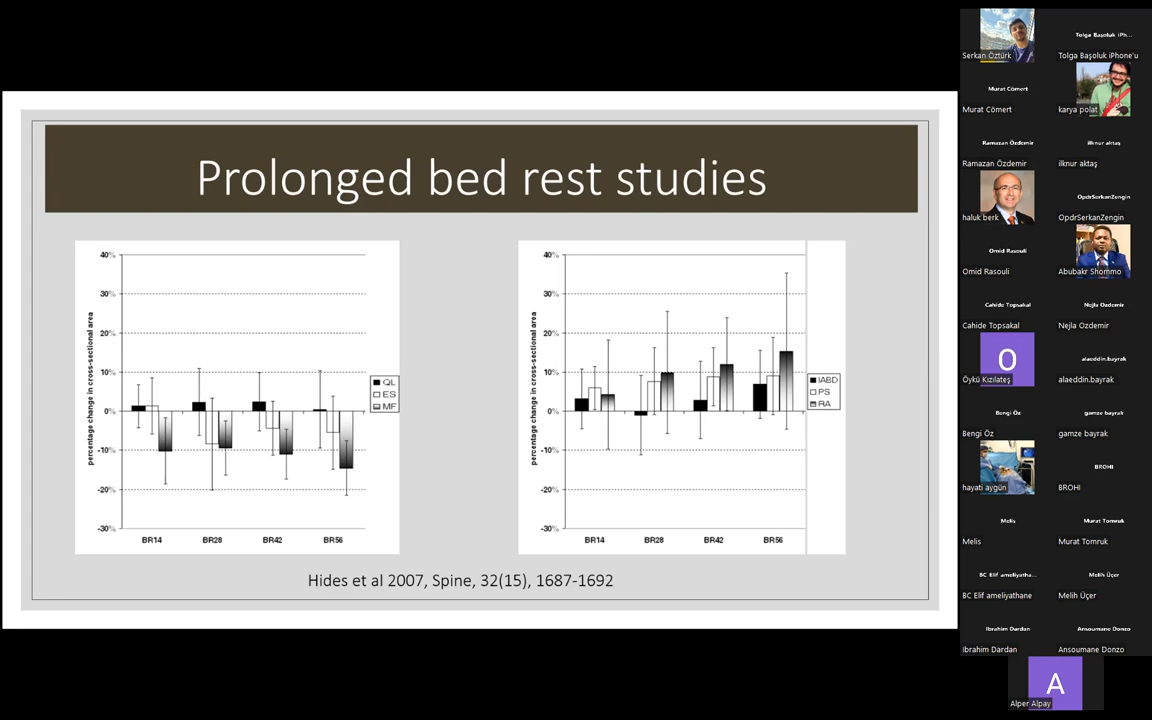 Prolonged bed rest studies
40%
30%
20%
10%
0%
-10%
-20%
-30%
percentage change in cross-sectional area
BR14 BR28 BR42 BR56
QL
ES
MF
40%
30%
20%
10%
0%
-10%
-20%
-30%
percentage change in cross-sectional area
BR14 BR28 BR42 BR56
IABD
PS
RA
Hides et al 2007, Spine, 32(15), 1687-1692
Serkan Öztürk
Tolga Başoluk iPh...
Tolga Başoluk iPhone'u
Murat Cömert
Murat Cömert
karya polat
Ramazan Özdemir
Ramazan Özdemir
ilknur aktaş
ilknur aktaş
haluk berk
OpdrSerkanZengin
OpdrSerkanZengin
Omid Rasouli
Omid Rasouli
Abubakr Shommo
Cahide Topsakal
Cahide Topsakal
Nejla Ozdemir
Nejla Ozdemir
O
Öykü Kızılateş
alaeddin.bayrak
alaeddin.bayrak
Bengi Öz
Bengi Öz
gamze bayrak
gamze bayrak
hayati aygün
BROHI
BROHI
Melis
Melis
Murat Tomruk
Murat Tomruk
BC Elif ameliyatha...
BC Elif ameliyathane
Melih Üçer
Melih Üçer
Ibrahim Dardan
Ibrahim Dardan
Ansoumane Donzo
Ansoumane Donzo
A
Alper Alpay